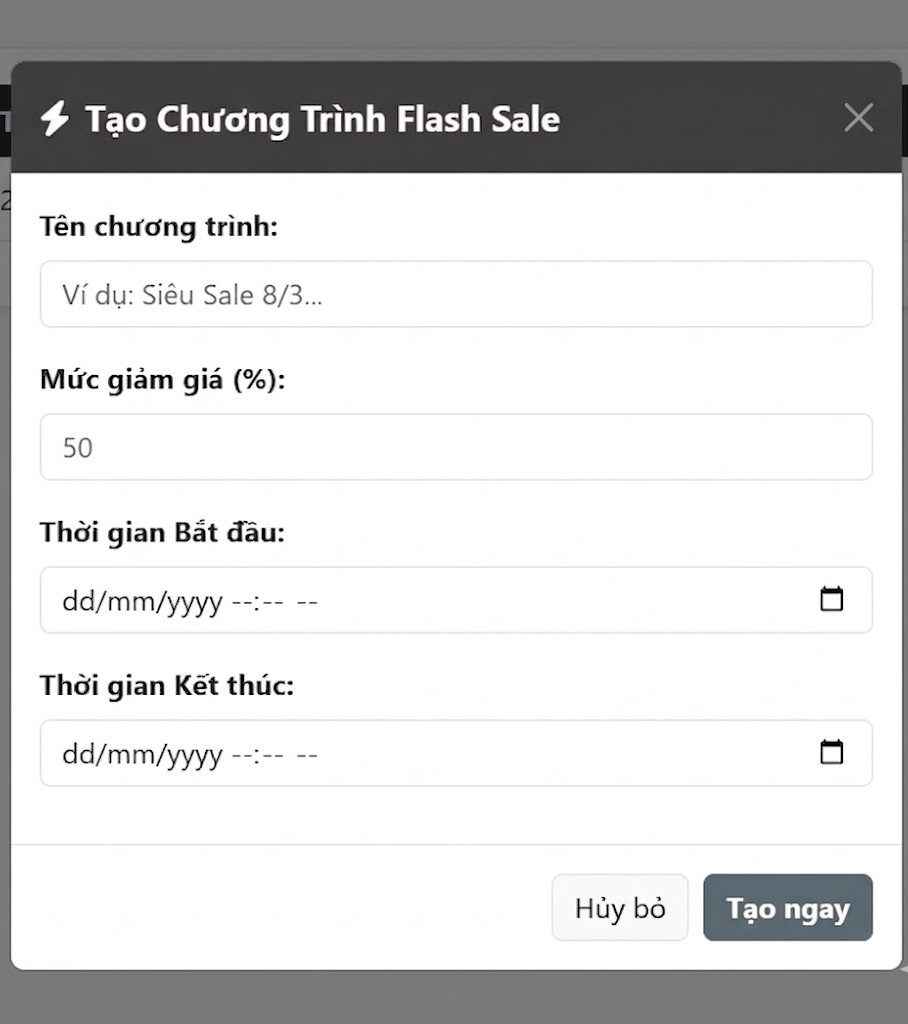 Tạo Chương Trình Flash Sale
Tên chương trình:
Ví dụ: Siêu Sale 8/3...
Mức giảm giá (%):
50
Thời gian Bắt đầu:
dd/mm/yyyy --:-- --
Thời gian Kết thúc:
dd/mm/yyyy --:-- --
Hủy bỏ
Tạo ngay